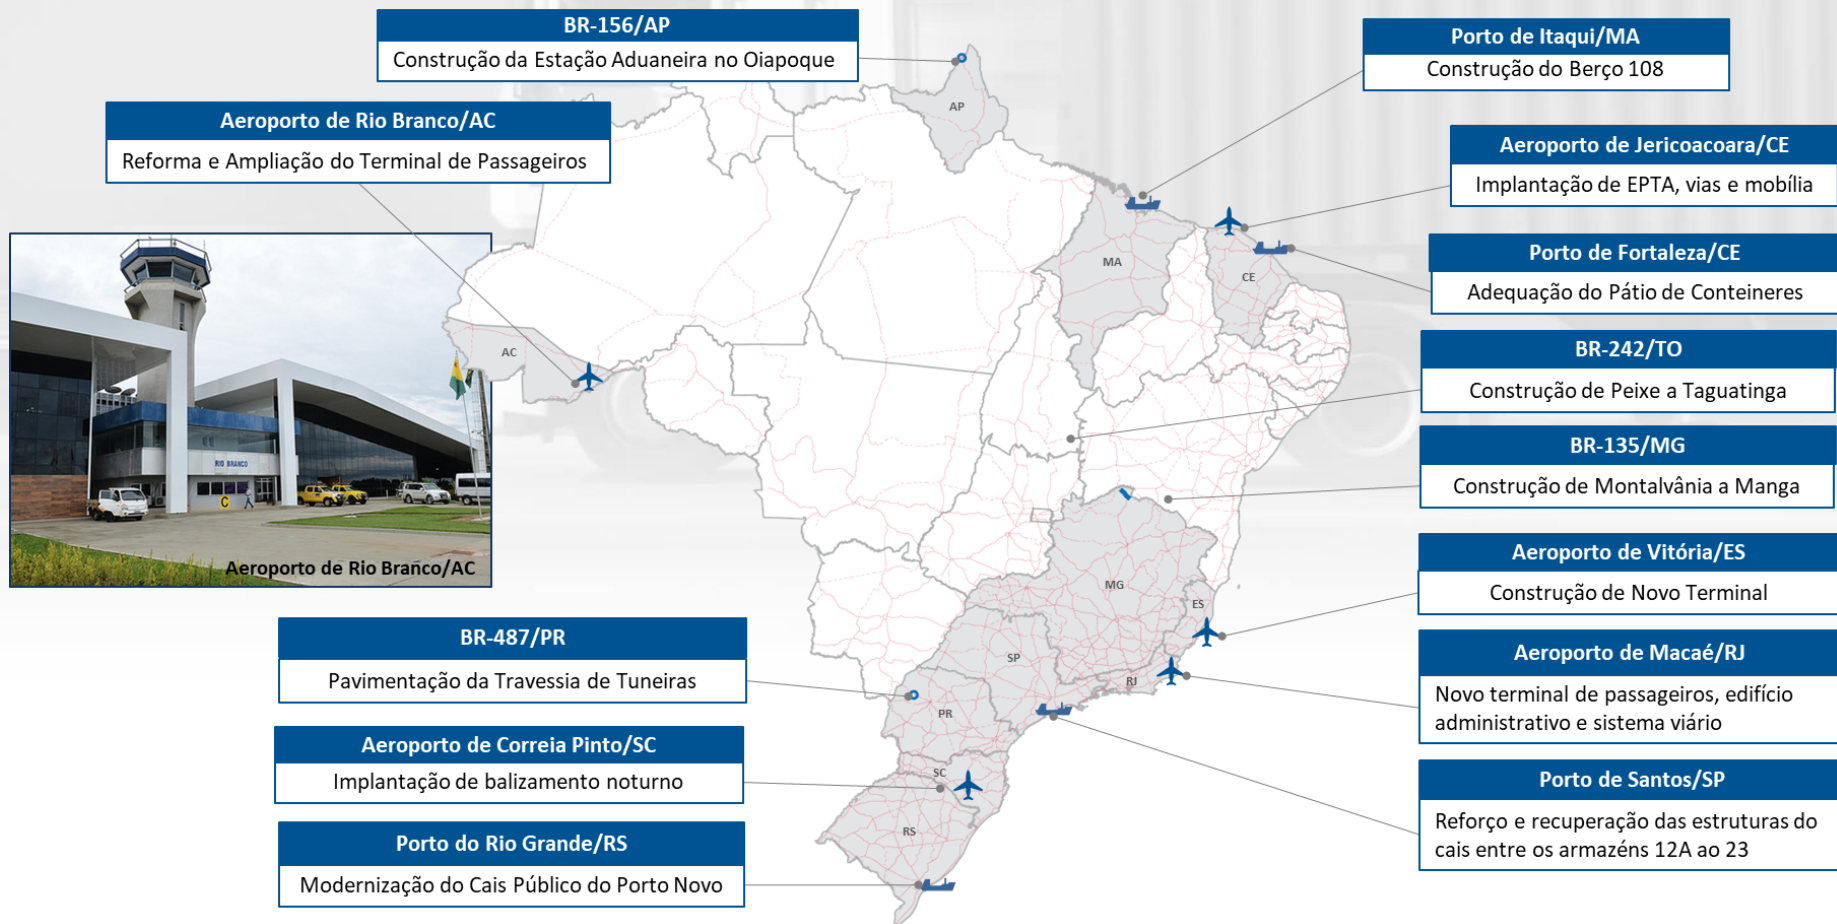 BR-156/AP
Construção da Estação Aduaneira no Oiapoque
Porto de Itaqui/MA
Construção do Berço 108
Aeroporto de Rio Branco/AC
Reforma e Ampliação do Terminal de Passageiros
Aeroporto de Jericoacoara/CE
Implantação de EPTA, vias e mobília
Porto de Fortaleza/CE
Adequação do Pátio de Conteineres
BR-242/TO
Construção de Peixe a Taguatinga
BR-135/MG
Construção de Montalvânia a Manga
Aeroporto de Vitória/ES
Construção de Novo Terminal
Aeroporto de Macaé/RJ
Novo terminal de passageiros, edifício
administrativo e sistema viário
Porto de Santos/SP
Reforço e recuperação das estruturas do
cais entre os armazéns 12A ao 23
RIO BRANCO
C
Aeroporto de Rio Branco/AC
BR-487/PR
Pavimentação da Travessia de Tuneiras
Aeroporto de Correia Pinto/SC
Implantação de balizamento noturno
Porto do Rio Grande/RS
Modernização do Cais Público do Porto Novo
AP
MA
CE
AC
MG
ES
SP
RJ
PR
SC
RS